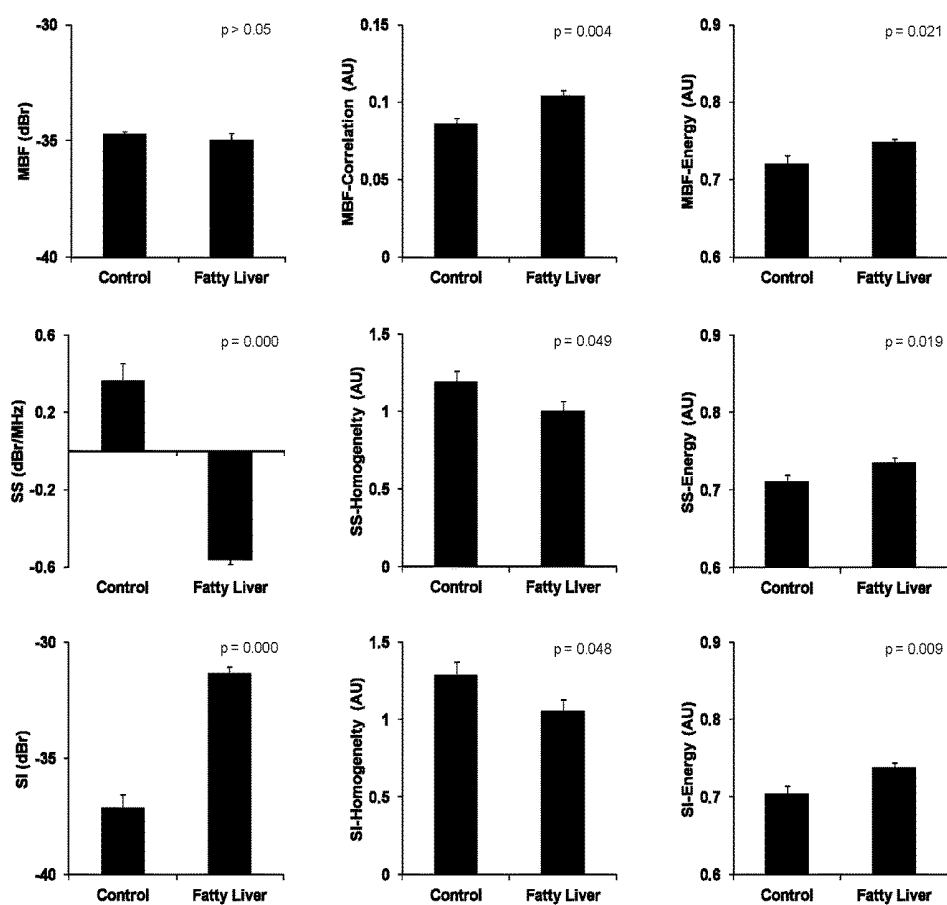 MBF (dBr)
-30
-35
-40
p > 0.05
Control Fatty Liver
MBF-Correlation (AU)
0.15
0.1
0.05
0
p = 0.004
Control Fatty Liver
MBF-Energy (AU)
0.9
0.8
0.7
0.6
p = 0.021
Control Fatty Liver
SS (dBr/MHz)
0.6
0.2
-0.2
-0.6
p = 0.000
Control Fatty Liver
SS-Homogeneity (AU)
1.5
1
0.5
0
p = 0.049
Control Fatty Liver
SS-Energy (AU)
0.9
0.8
0.7
0.6
p = 0.019
Control Fatty Liver
SI (dBr)
-30
-35
-40
p = 0.000
Control Fatty Liver
SI-Homogeneity (AU)
1.5
1
0.5
0
p = 0.048
Control Fatty Liver
SI-Energy (AU)
0.9
0.8
0.7
0.6
p = 0.009
Control Fatty Liver